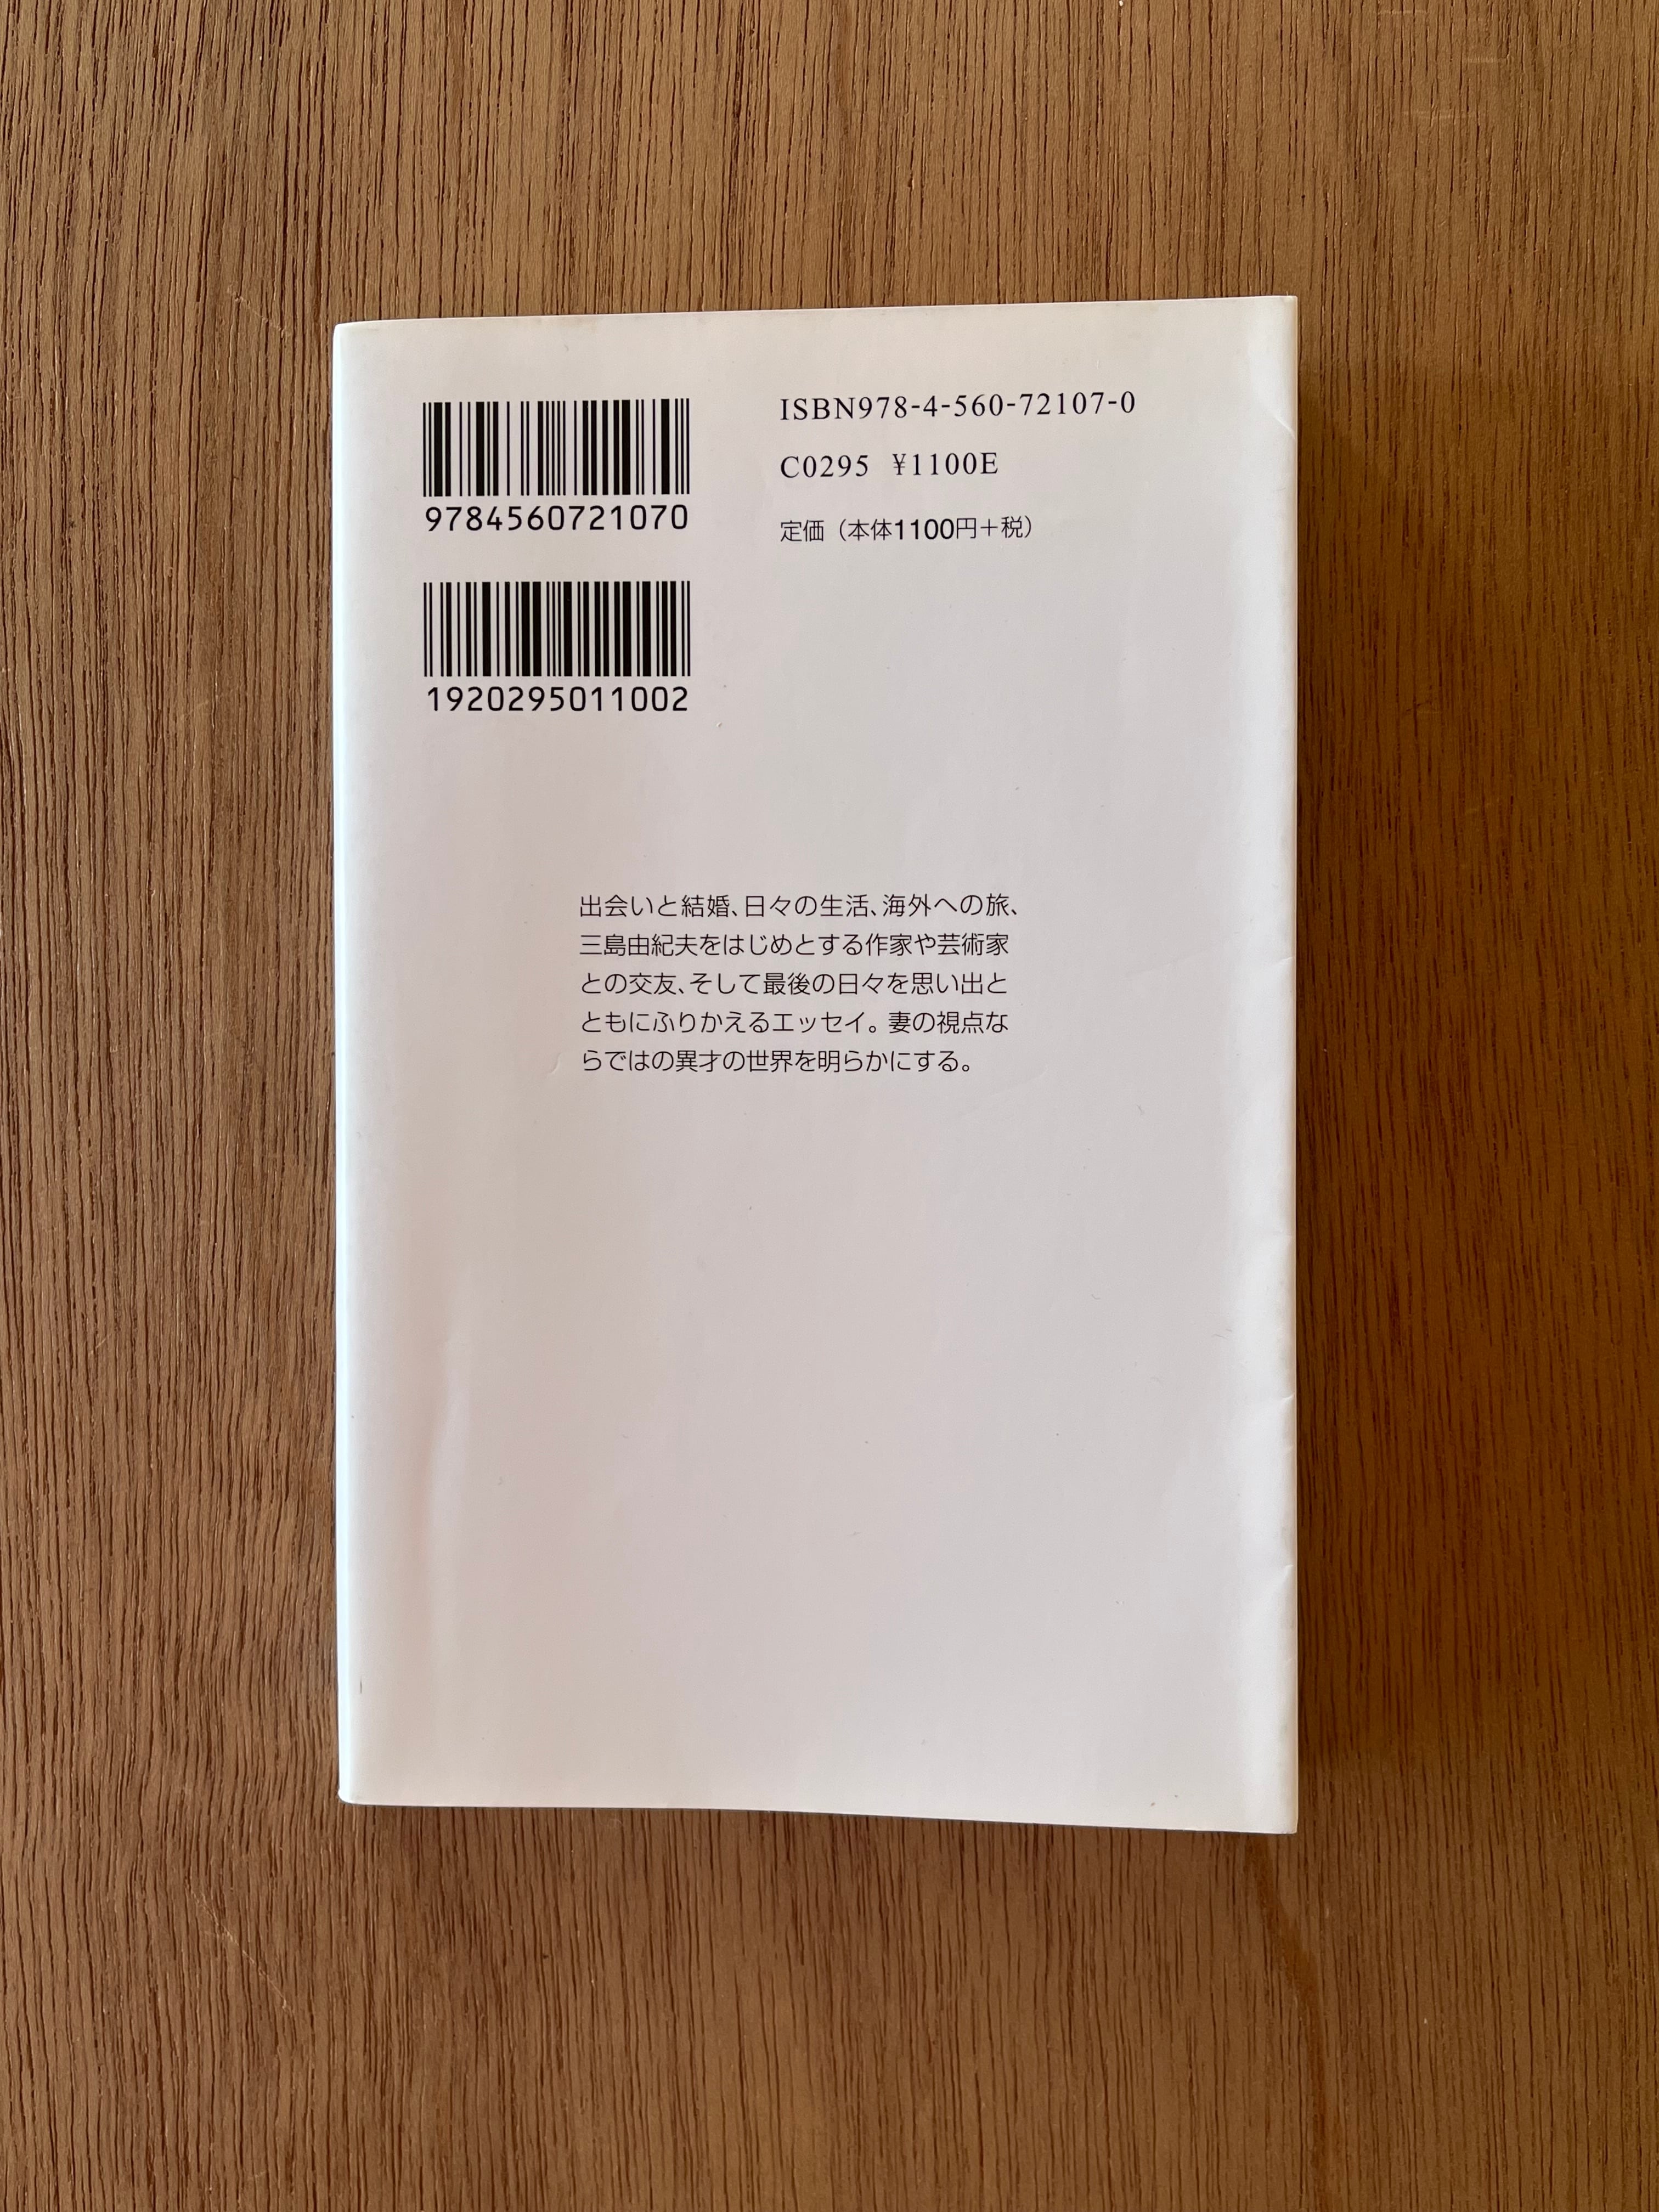 ISBN978-4-560-72107-0
C0295 ¥1100E
定価（本体1100円＋税）
9784560721070
1920295011002
出会いと結婚、日々の生活、海外への旅、
三島由紀夫をはじめとする作家や芸術家
との交友、そして最後の日々を思い出と
ともにふりかえるエッセイ。妻の視点な
らではの異才の世界を明らかにする。